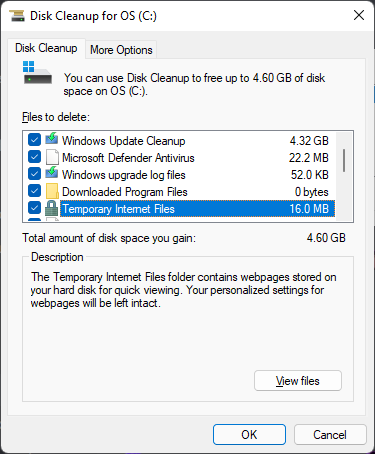 Disk Cleanup for OS (C:)
Disk Cleanup
More Options
You can use Disk Cleanup to free up to 4.60 GB of disk
space on OS (C:).
Files to delete:
Windows Update Cleanup 4.32 GB
Microsoft Defender Antivirus 22.2 MB
Windows upgrade log files 52.0 KB
Downloaded Program Files 0 bytes
Temporary Internet Files 16.0 MB
Total amount of disk space you gain: 4.60 GB
Description
The Temporary Internet Files folder contains webpages stored on
your hard disk for quick viewing. Your personalized settings for
webpages will be left intact.
View files
OK
Cancel